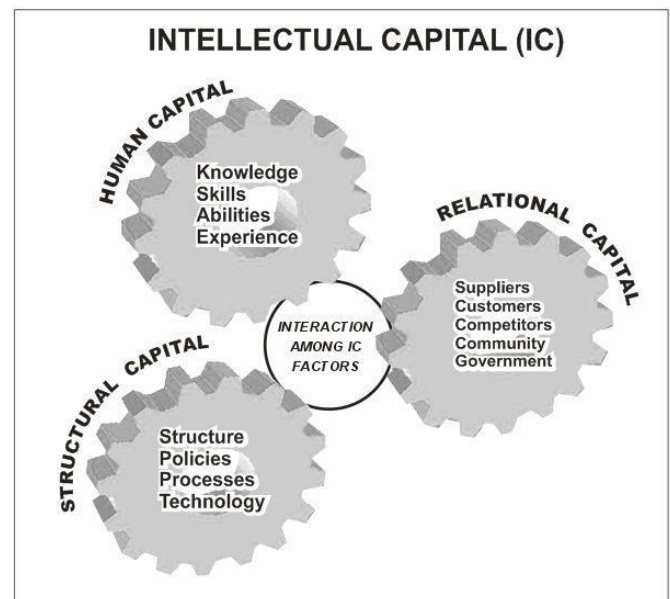 INTELLECTUAL CAPITAL (IC)
HUMAN CAPITAL
Knowledge
Skills
Abilities
Experience
RELATIONAL CAPITAL
Suppliers
Customers
Competitors
Community
Government
INTERACTION
AMONG IC
FACTORS
STRUCTURAL CAPITAL
Structure
Policies
Processes
Technology